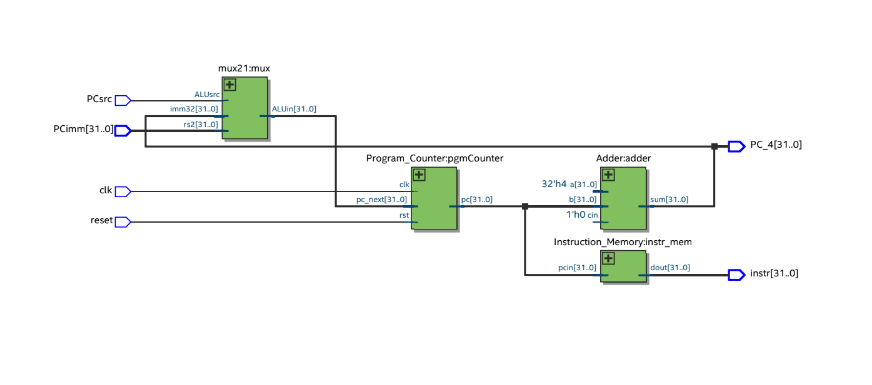 mux21:mux
PCsrc
ALUsrc
imm32[31..0]
ALUin[31..0]
PCimm[31..0]
rs2[31..0]
PC_4[31..0]
Program_Counter:pgmCounter
Adder:adder
clk
clk
32'h4 a[31..0]
pc_next[31..0]
pc[31..0]
b[31..0]
sum[31..0]
reset
rst
1'h0 cin
Instruction_Memory:instr_mem
pcin[31..0]
dout[31..0]
instr[31..0]